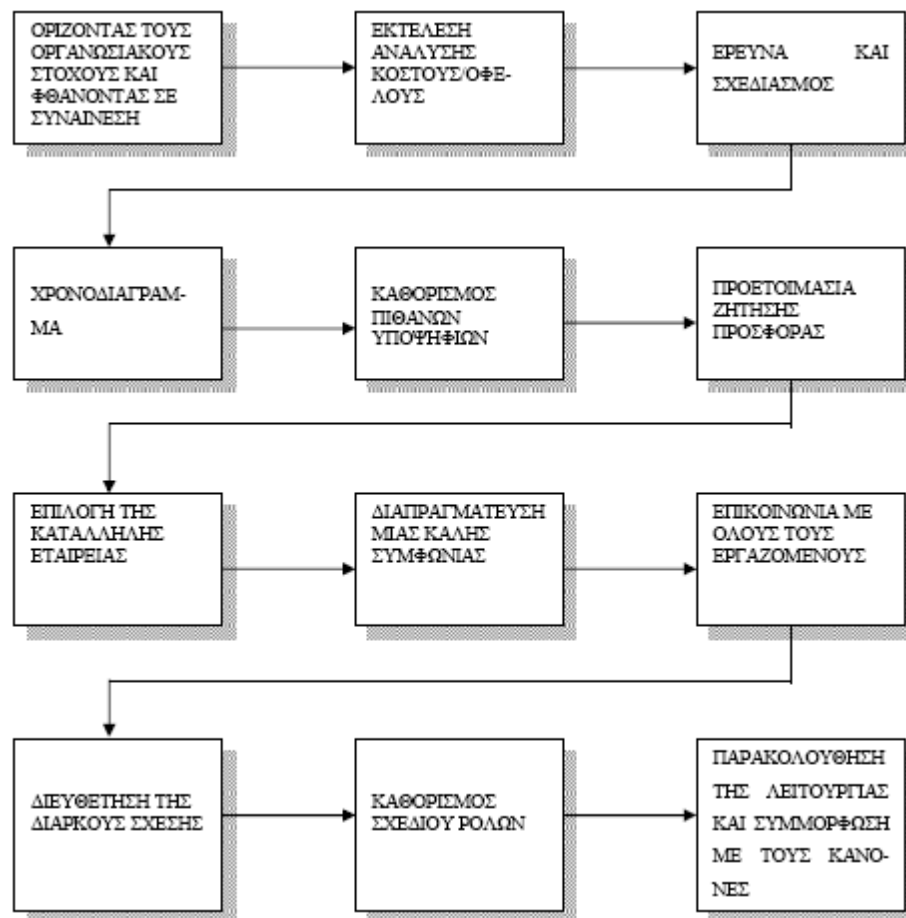 ΟΡΙΖΟΝΤΑΣ ΤΟΥΣ
ΟΡΓΑΝΩΣΙΑΚΟΥΣ
ΣΤΟΧΟΥΣ ΚΑΙ
ΦΘΑΝΟΝΤΑΣ ΣΕ
ΣΥΝΑΙΝΕΣΗ
ΕΚΤΕΛΕΣΗ
ΑΝΑΛΥΣΗΣ
ΚΟΣΤΟΥΣ/ΟΦΕ-
ΛΟΥΣ
ΕΡΕΥΝΑ ΚΑΙ
ΣΧΕΔΙΑΣΜΟΣ
ΧΡΟΝΟΔΙΑΓΡΑΜ-
ΜΑ
ΚΑΘΟΡΙΣΜΟΣ
ΠΙΘΑΝΩΝ
ΥΠΟΨΗΦΙΩΝ
ΠΡΟΕΤΟΙΜΑΣΙΑ
ΖΗΤΗΣΗΣ
ΠΡΟΣΦΟΡΑΣ
ΕΠΙΛΟΓΗ ΤΗΣ
ΚΑΤΑΛΛΗΛΗΣ
ΕΤΑΙΡΕΙΑΣ
ΔΙΑΠΡΑΓΜΑΤΕΥΣΗ
ΜΙΑΣ ΚΑΛΗΣ
ΣΥΜΦΩΝΙΑΣ
ΕΠΙΚΟΙΝΩΝΙΑ ΜΕ
ΟΛΟΥΣ ΤΟΥΣ
ΕΡΓΑΖΟΜΕΝΟΥΣ
ΔΙΕΥΘΕΤΗΣΗ ΤΗΣ
ΔΙΑΡΚΟΥΣ ΣΧΕΣΗΣ
ΚΑΘΟΡΙΣΜΟΣ
ΣΧΕΔΙΟΥ ΡΟΛΩΝ
ΠΑΡΑΚΟΛΟΥΘΗΣΗ
ΤΗΣ ΛΕΙΤΟΥΡΓΙΑΣ
ΚΑΙ ΣΥΜΜΟΡΦΩΣΗ
ΜΕ ΤΟΥΣ ΚΑΝΟ-
ΝΕΣ